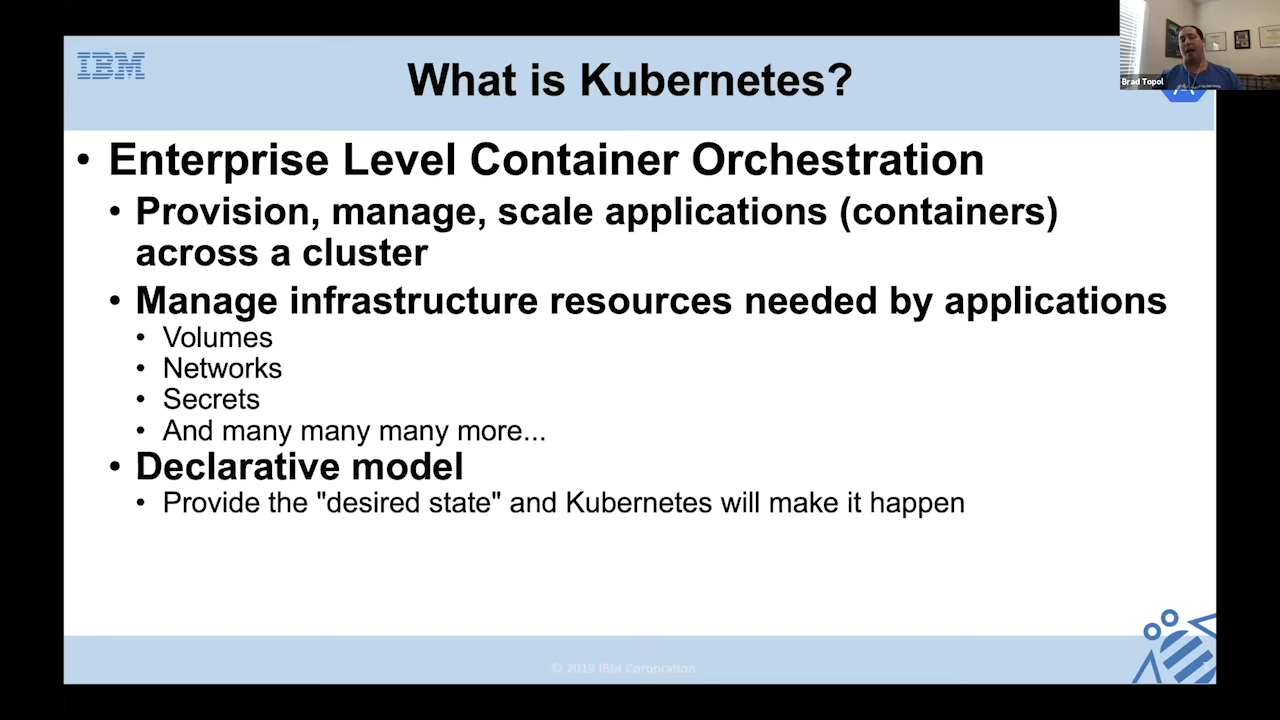 IBM
What is Kubernetes?
Brad Topol
• Enterprise Level Container Orchestration
• Provision, manage, scale applications (containers)
across a cluster
• Manage infrastructure resources needed by applications
• Volumes
• Networks
• Secrets
• And many many many more...
• Declarative model
• Provide the "desired state" and Kubernetes will make it happen
© 2019 IBM Corporation